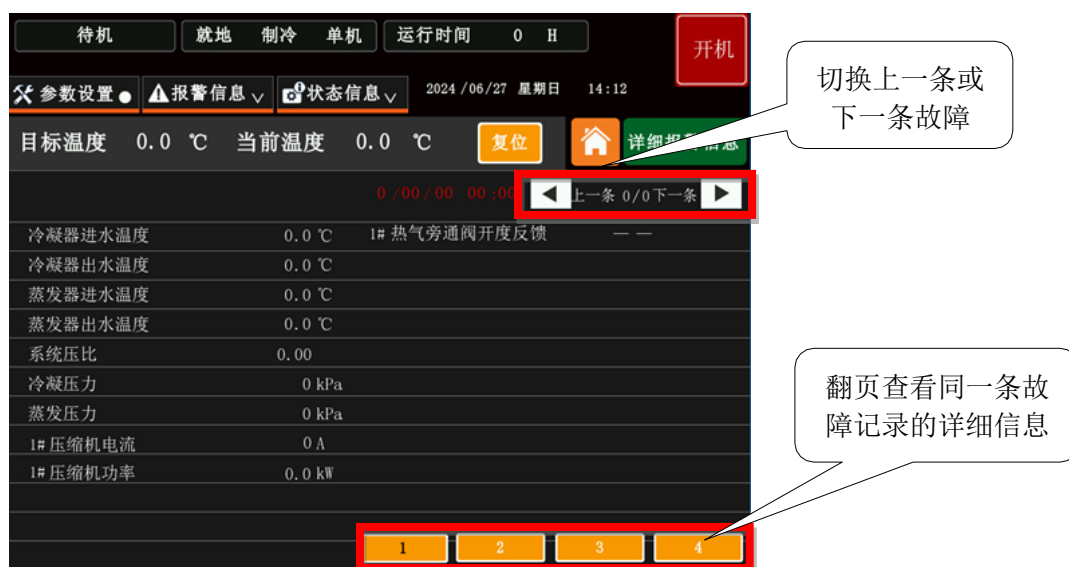 待机 就地 制冷 单机 运行时间 0 H 开机
参数设置 报警信息 状态信息 2024/06/27 星期日 14:12
切换上一条或
下一条故障
目标温度 0.0 ℃ 当前温度 0.0 ℃ 复位 详细报警信息
0/00/00 00:00 上一条 0/0下一条
冷凝器进水温度 0.0 ℃ 1# 热气旁通阀开度反馈 — —
冷凝器出水温度 0.0 ℃
蒸发器进水温度 0.0 ℃
蒸发器出水温度 0.0 ℃
系统压比 0.00
冷凝压力 0 kPa
蒸发压力 0 kPa
1# 压缩机电流 0 A
1# 压缩机功率 0.0 kW
翻页查看同一条故
障记录的详细信息
1 2 3 4